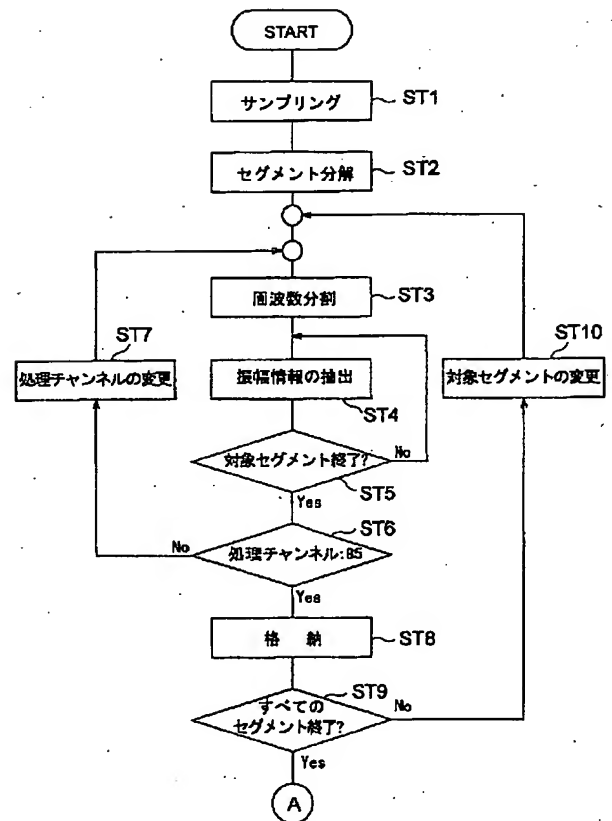 START
サンプリング
ST1
セグメント分解
ST2
周波数分割
ST3
ST7
処理チャンネルの変更
ST10
対象セグメントの変更
振幅情報の抽出
ST4
対象セグメント終了?
No
ST5
Yes
ST6
処理チャンネル:85
No
Yes
格 納
ST8
ST9
すべての
セグメント終了?
No
Yes
A